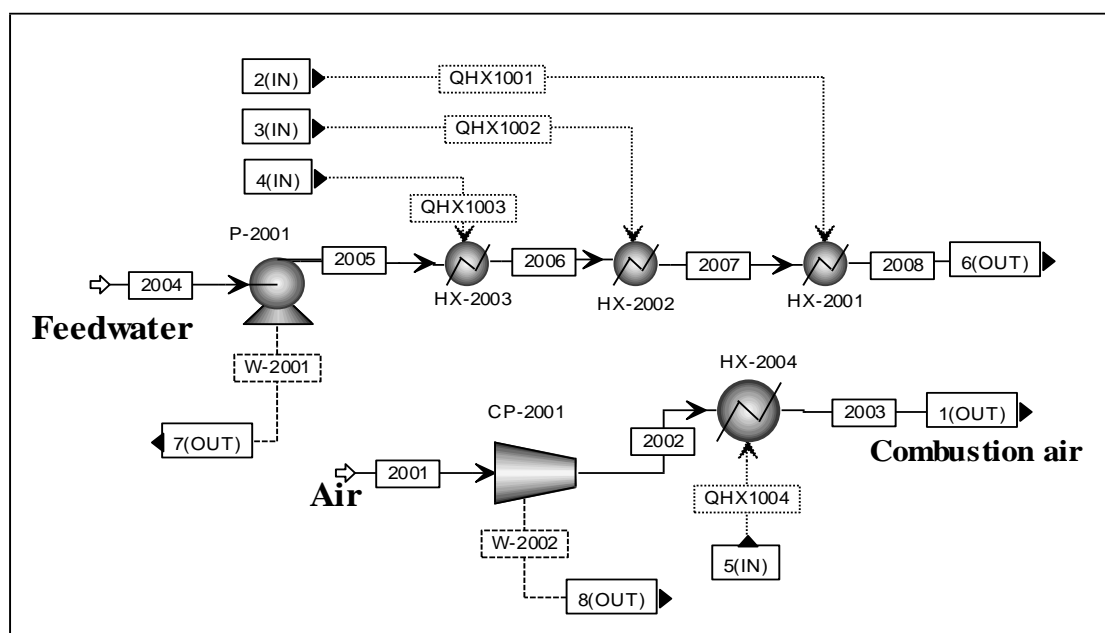 2(IN)
QHX1001
3(IN)
QHX1002
4(IN)
QHX1003
P-2001
2004
2005
HX-2003
2006
HX-2002
2007
HX-2001
2008
6(OUT)
Feedwater
W-2001
7(OUT)
HX-2004
CP-2001
2001
2002
2003
1(OUT)
Air
Combustion air
QHX1004
W-2002
5(IN)
8(OUT)